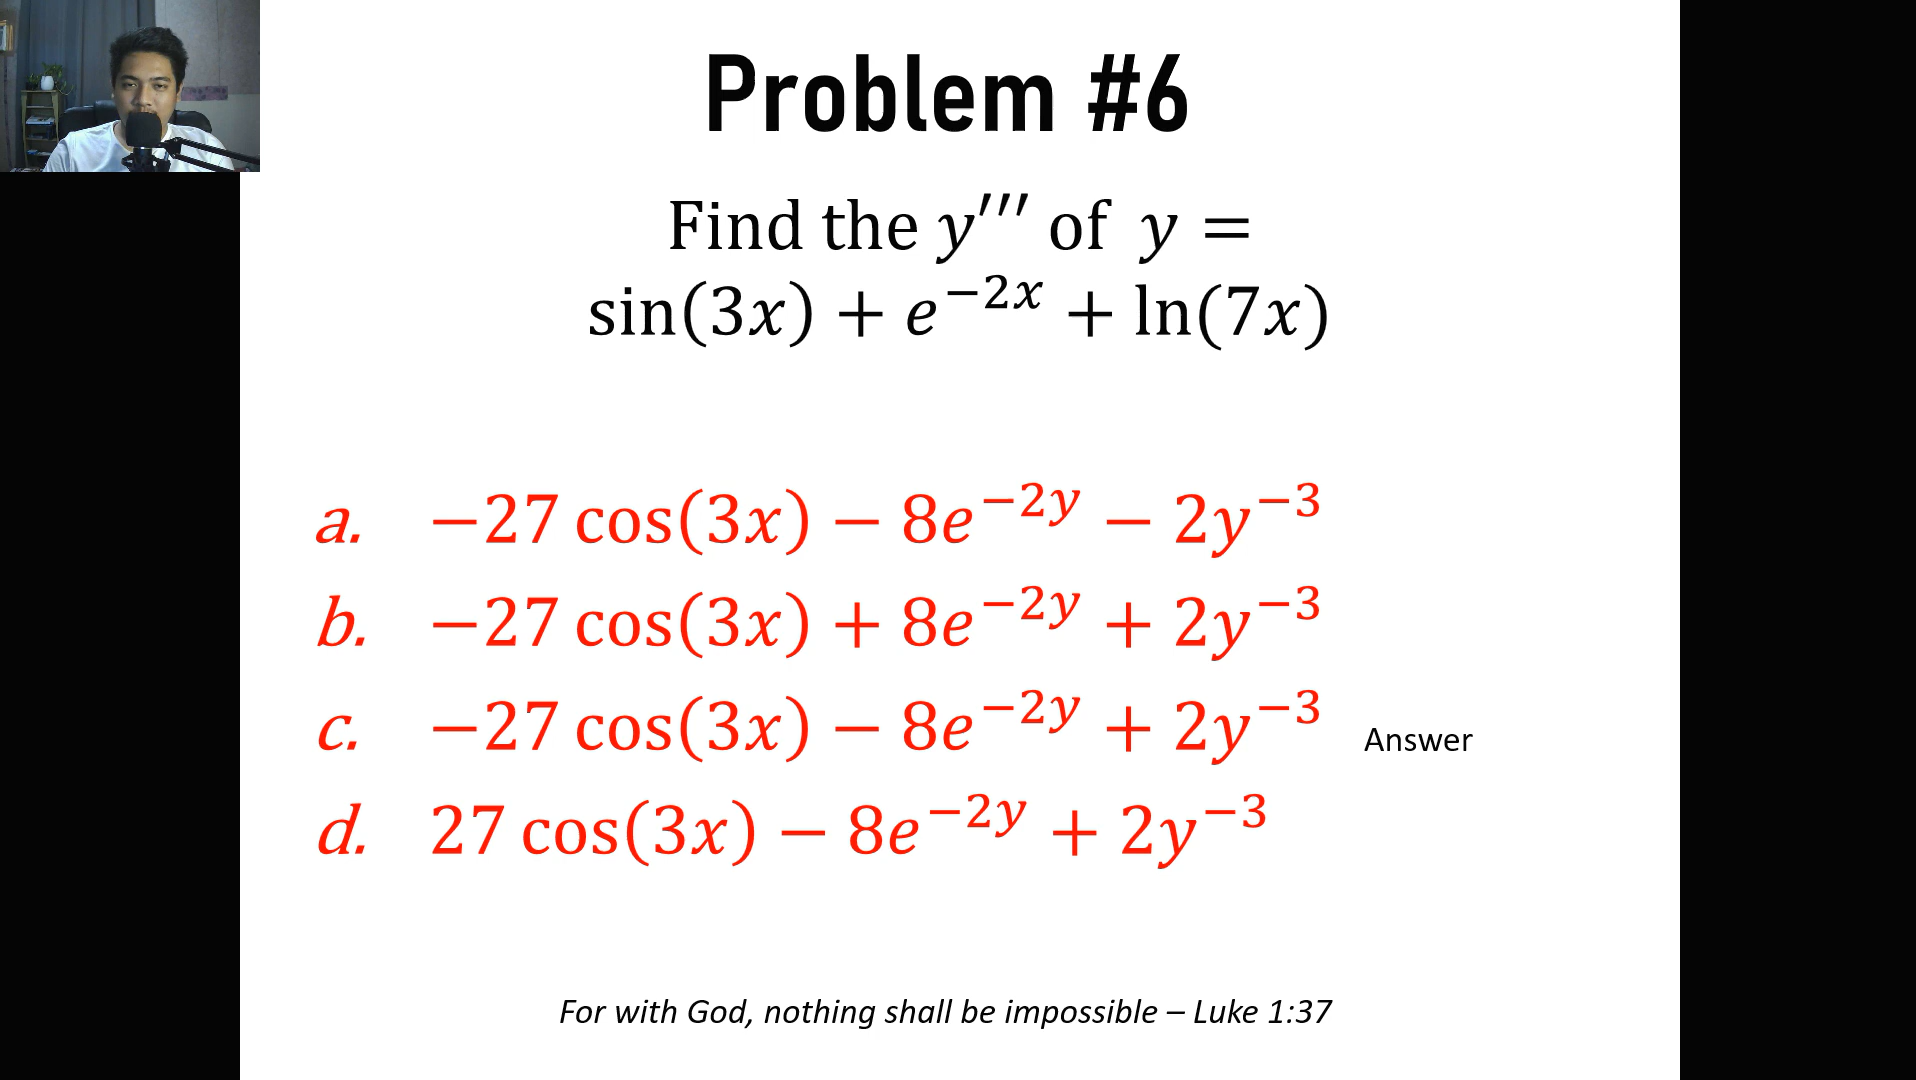 Problem #6
Find the y′′′ of y =
sin(3x) + e⁻²ˣ + ln(7x)
a. −27 cos(3x) − 8e^{−2y} − 2y^{−3}
b. −27 cos(3x) + 8e^{−2y} + 2y^{−3}
c. −27 cos(3x) − 8e^{−2y} + 2y^{−3} Answer
d. 27 cos(3x) − 8e^{−2y} + 2y^{−3}
For with God, nothing shall be impossible – Luke 1:37